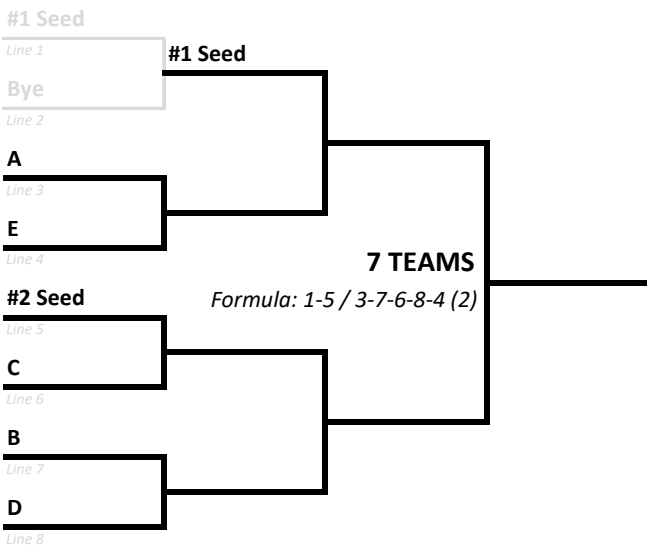 #1 Seed
Line 1
#1 Seed
Bye
Line 2
A
Line 3
E
Line 4
7 TEAMS
#2 Seed
Formula: 1-5 / 3-7-6-8-4 (2)
Line 5
C
Line 6
B
Line 7
D
Line 8